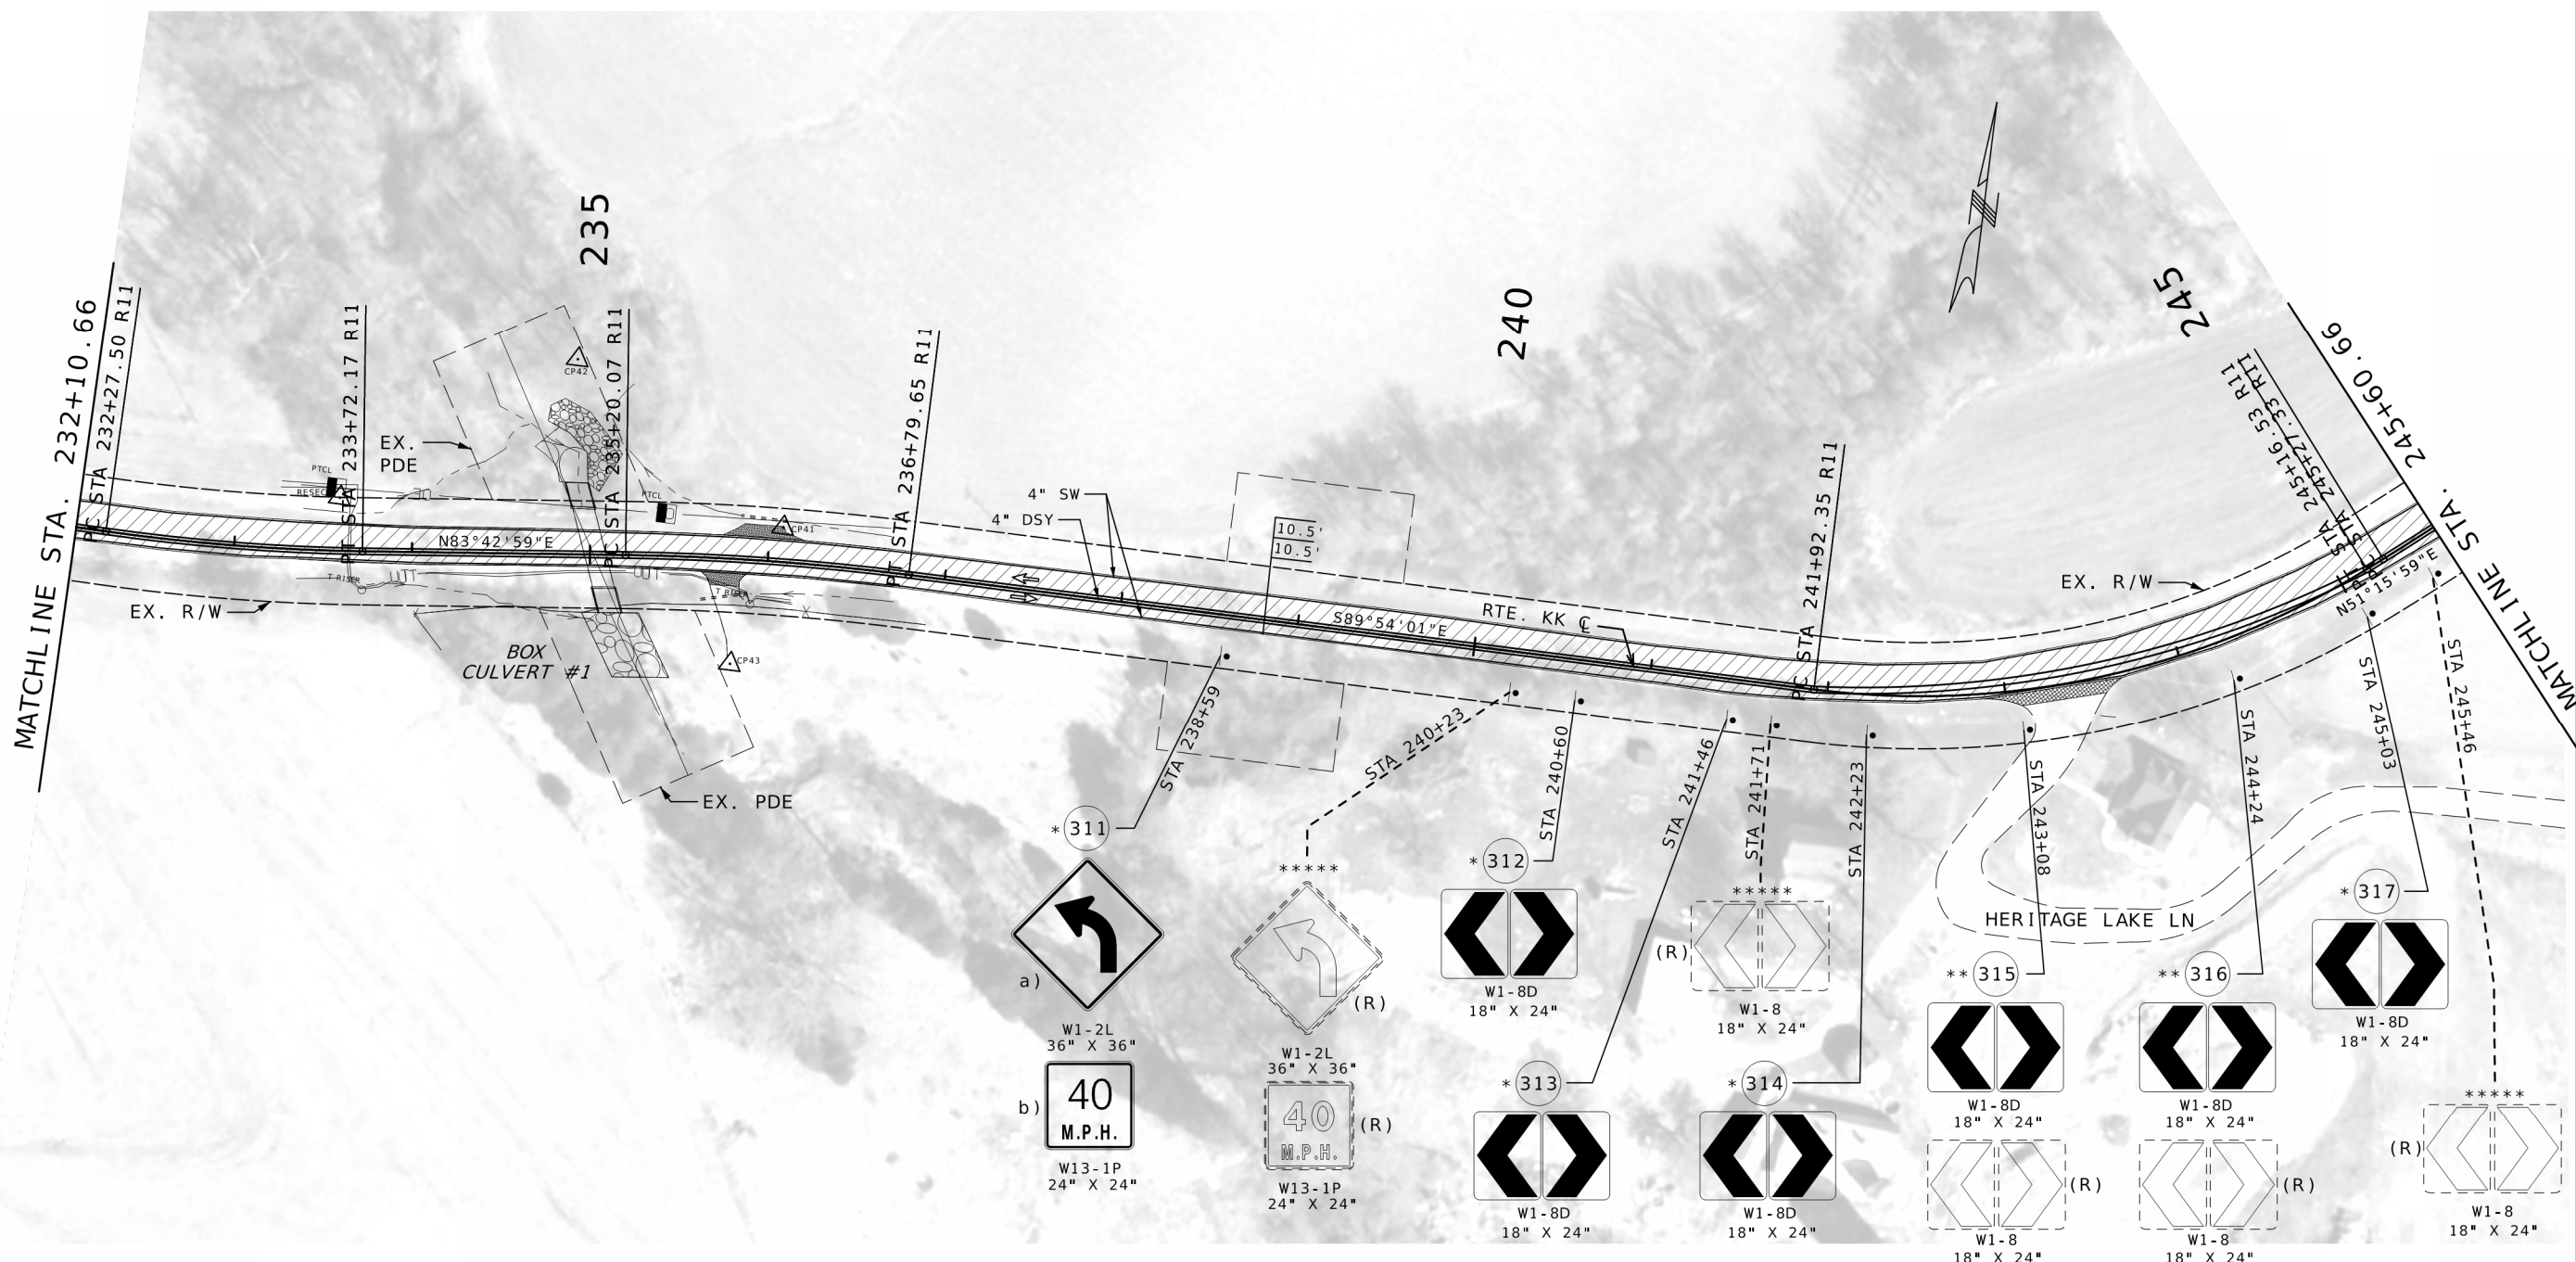 MATCHLINE STA. 232+10.66
PC STA 232+27.50 R11
PT STA 233+72.17 R11
235
PC STA 235+20.07 R11
PT STA 236+79.65 R11
240
PC STA 241+92.35 R11
245
PT STA 245+16.53 R11
STA 245+27.33 R11
MATCHLINE STA. 245+60.66
CP42
EX.
PDE
PTCL
RESEC
PTCL
CP41
N83°42'59"E
T RISER
T RISER
EX. R/W
BOX
CULVERT #1
CP43
EX. PDE
4" SW
4" DSY
10.5'
10.5'
S89°54'01"E
RTE. KK ℄
EX. R/W
N51°15'59"E
STA 238+59
STA 240+23
STA 240+60
STA 241+46
STA 241+71
STA 242+23
STA 243+08
STA 244+24
STA 245+03
STA 245+46
HERITAGE LAKE LN
* 311
a)
W1-2L
36" X 36"
b)
40
M.P.H.
W13-1P
24" X 24"
*****
(R)
W1-2L
36" X 36"
40
M.P.H.
(R)
W13-1P
24" X 24"
* 312
W1-8D
18" X 24"
* 313
W1-8D
18" X 24"
*****
(R)
W1-8
18" X 24"
* 314
W1-8D
18" X 24"
** 315
W1-8D
18" X 24"
(R)
W1-8
18" X 24"
** 316
W1-8D
18" X 24"
(R)
W1-8
18" X 24"
* 317
W1-8D
18" X 24"
*****
(R)
W1-8
18" X 24"